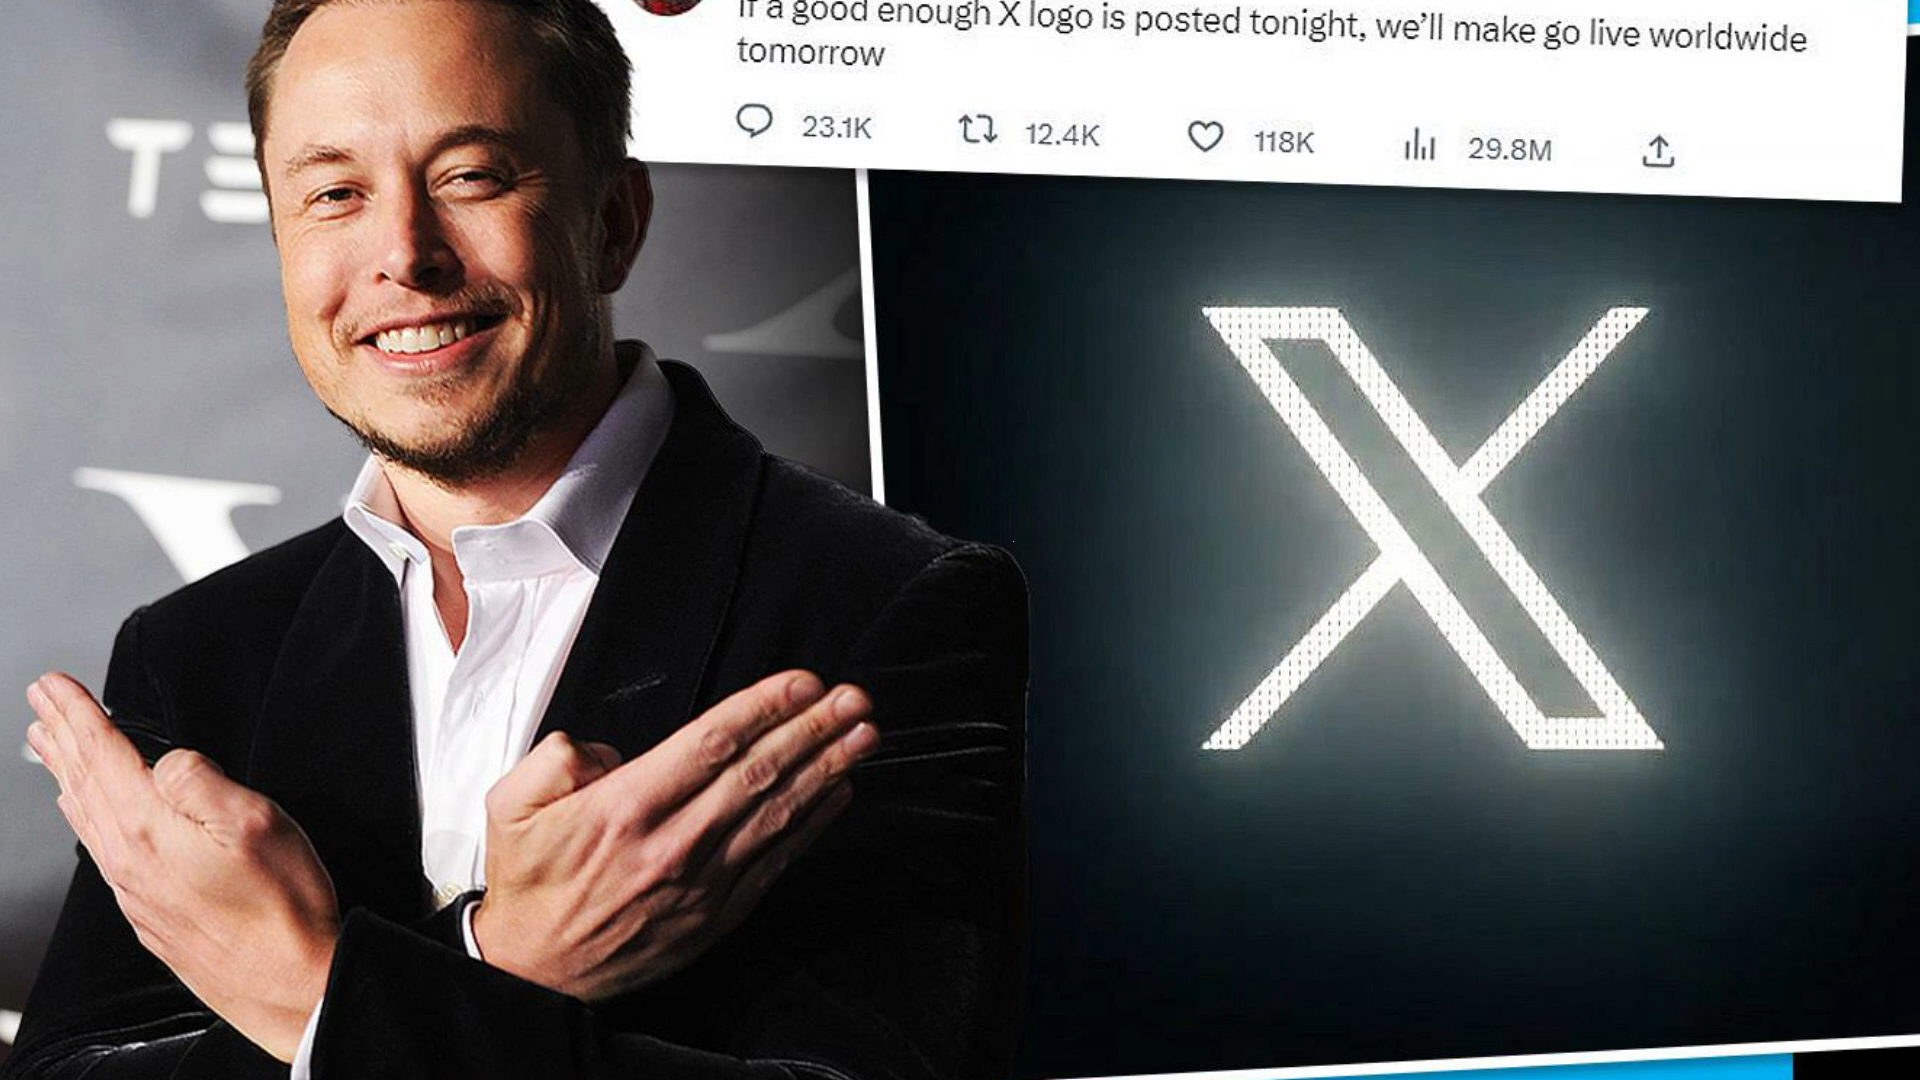 If a good enough X logo is posted tonight, we'll make go live worldwide
tomorrow
23.1K 12.4K 118K 29.8M
TE
X